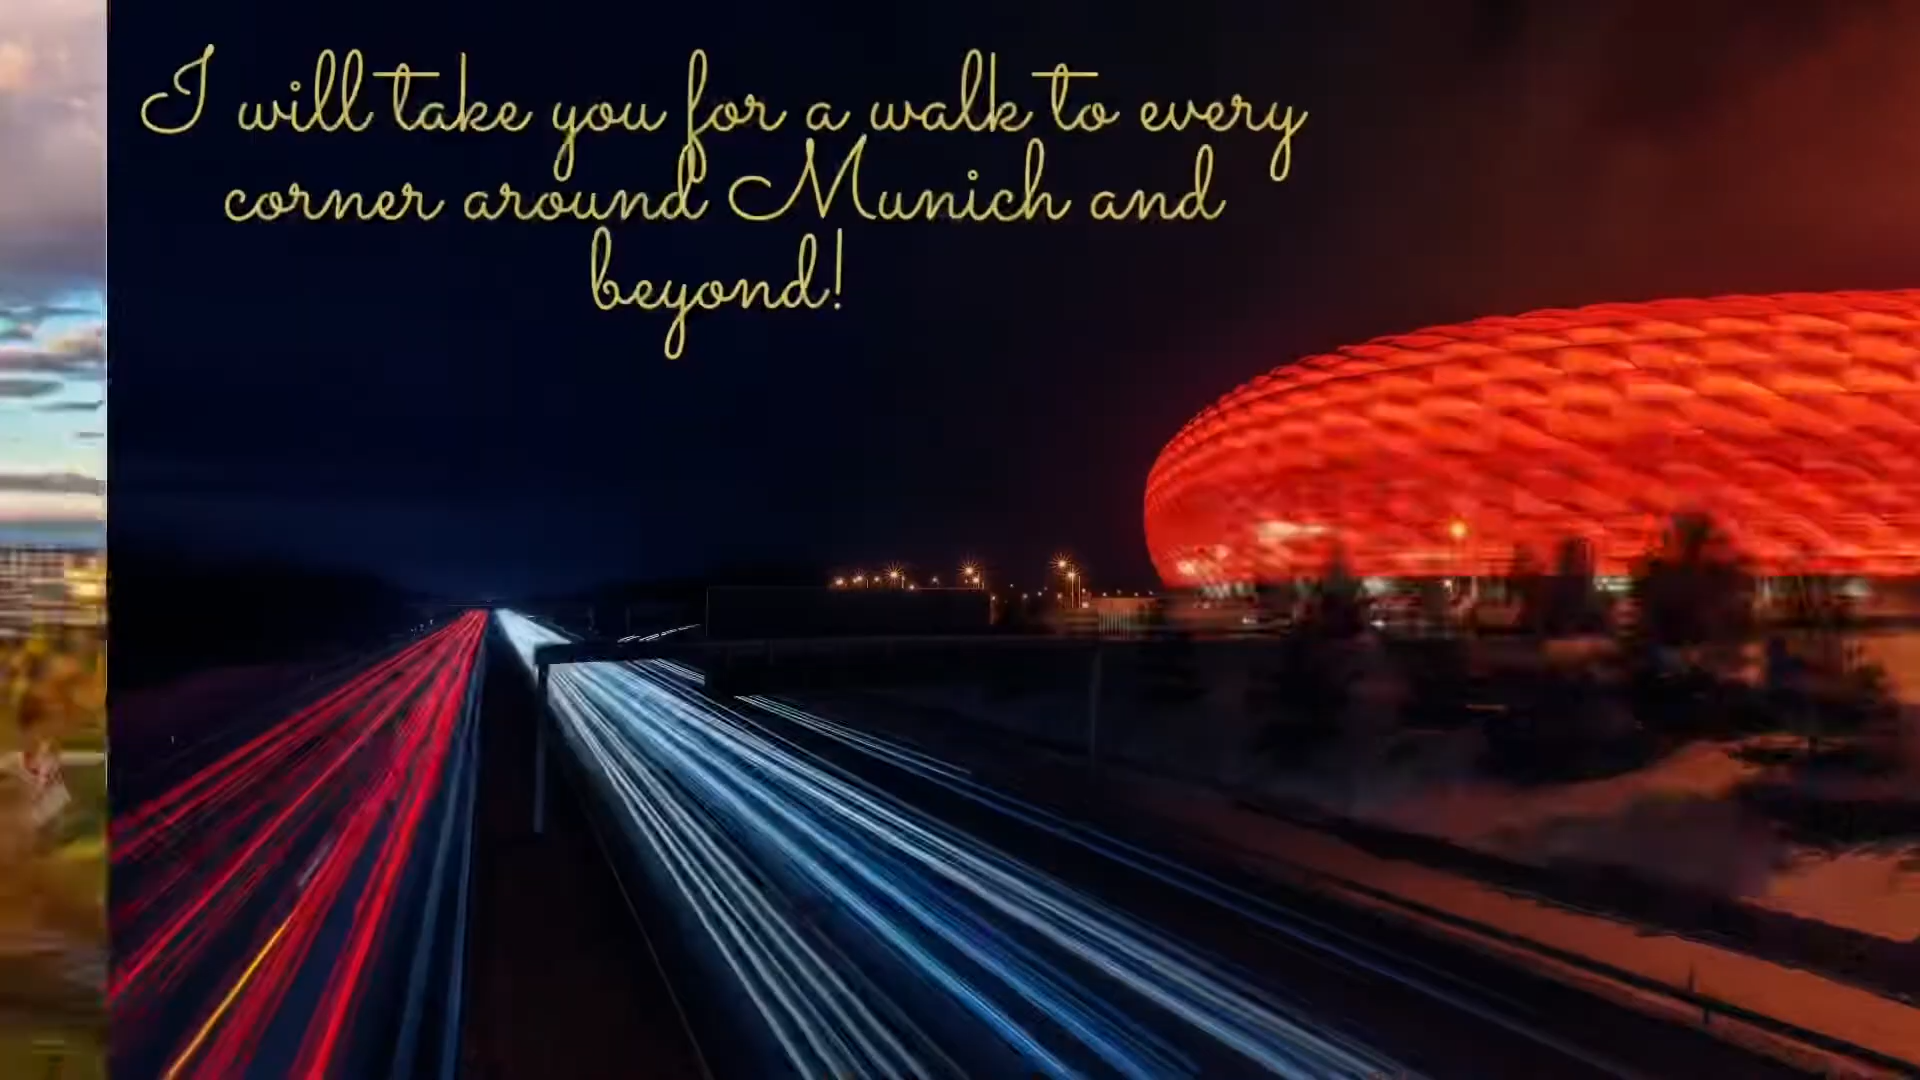 I will take you for a walk to every
corner around Munich and
beyond!